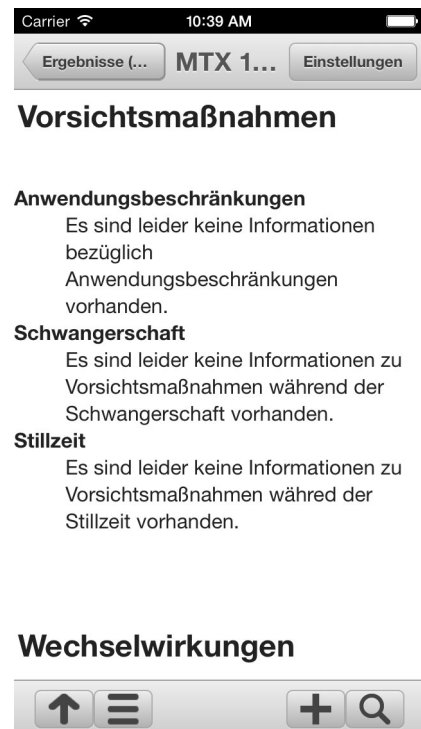 Carrier 10:39 AM
Ergebnisse (... MTX 1... Einstellungen
Vorsichtsmaßnahmen
Anwendungsbeschränkungen
Es sind leider keine Informationen
bezüglich
Anwendungsbeschränkungen
vorhanden.
Schwangerschaft
Es sind leider keine Informationen zu
Vorsichtsmaßnahmen während der
Schwangerschaft vorhanden.
Stillzeit
Es sind leider keine Informationen zu
Vorsichtsmaßnahmen währed der
Stillzeit vorhanden.
Wechselwirkungen